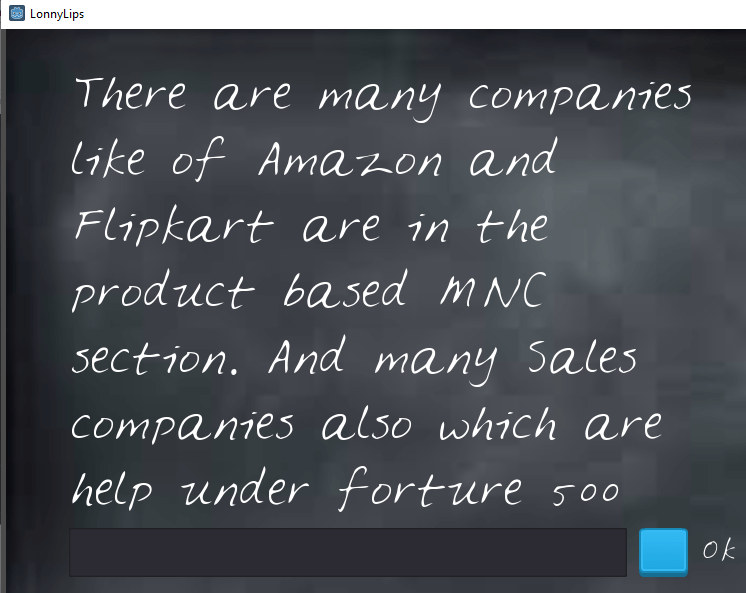 LonnyLips
There are many companies
like of Amazon and
Flipkart are in the
product based MNC
section. And many Sales
companies also which are
help under forture 500
Ok